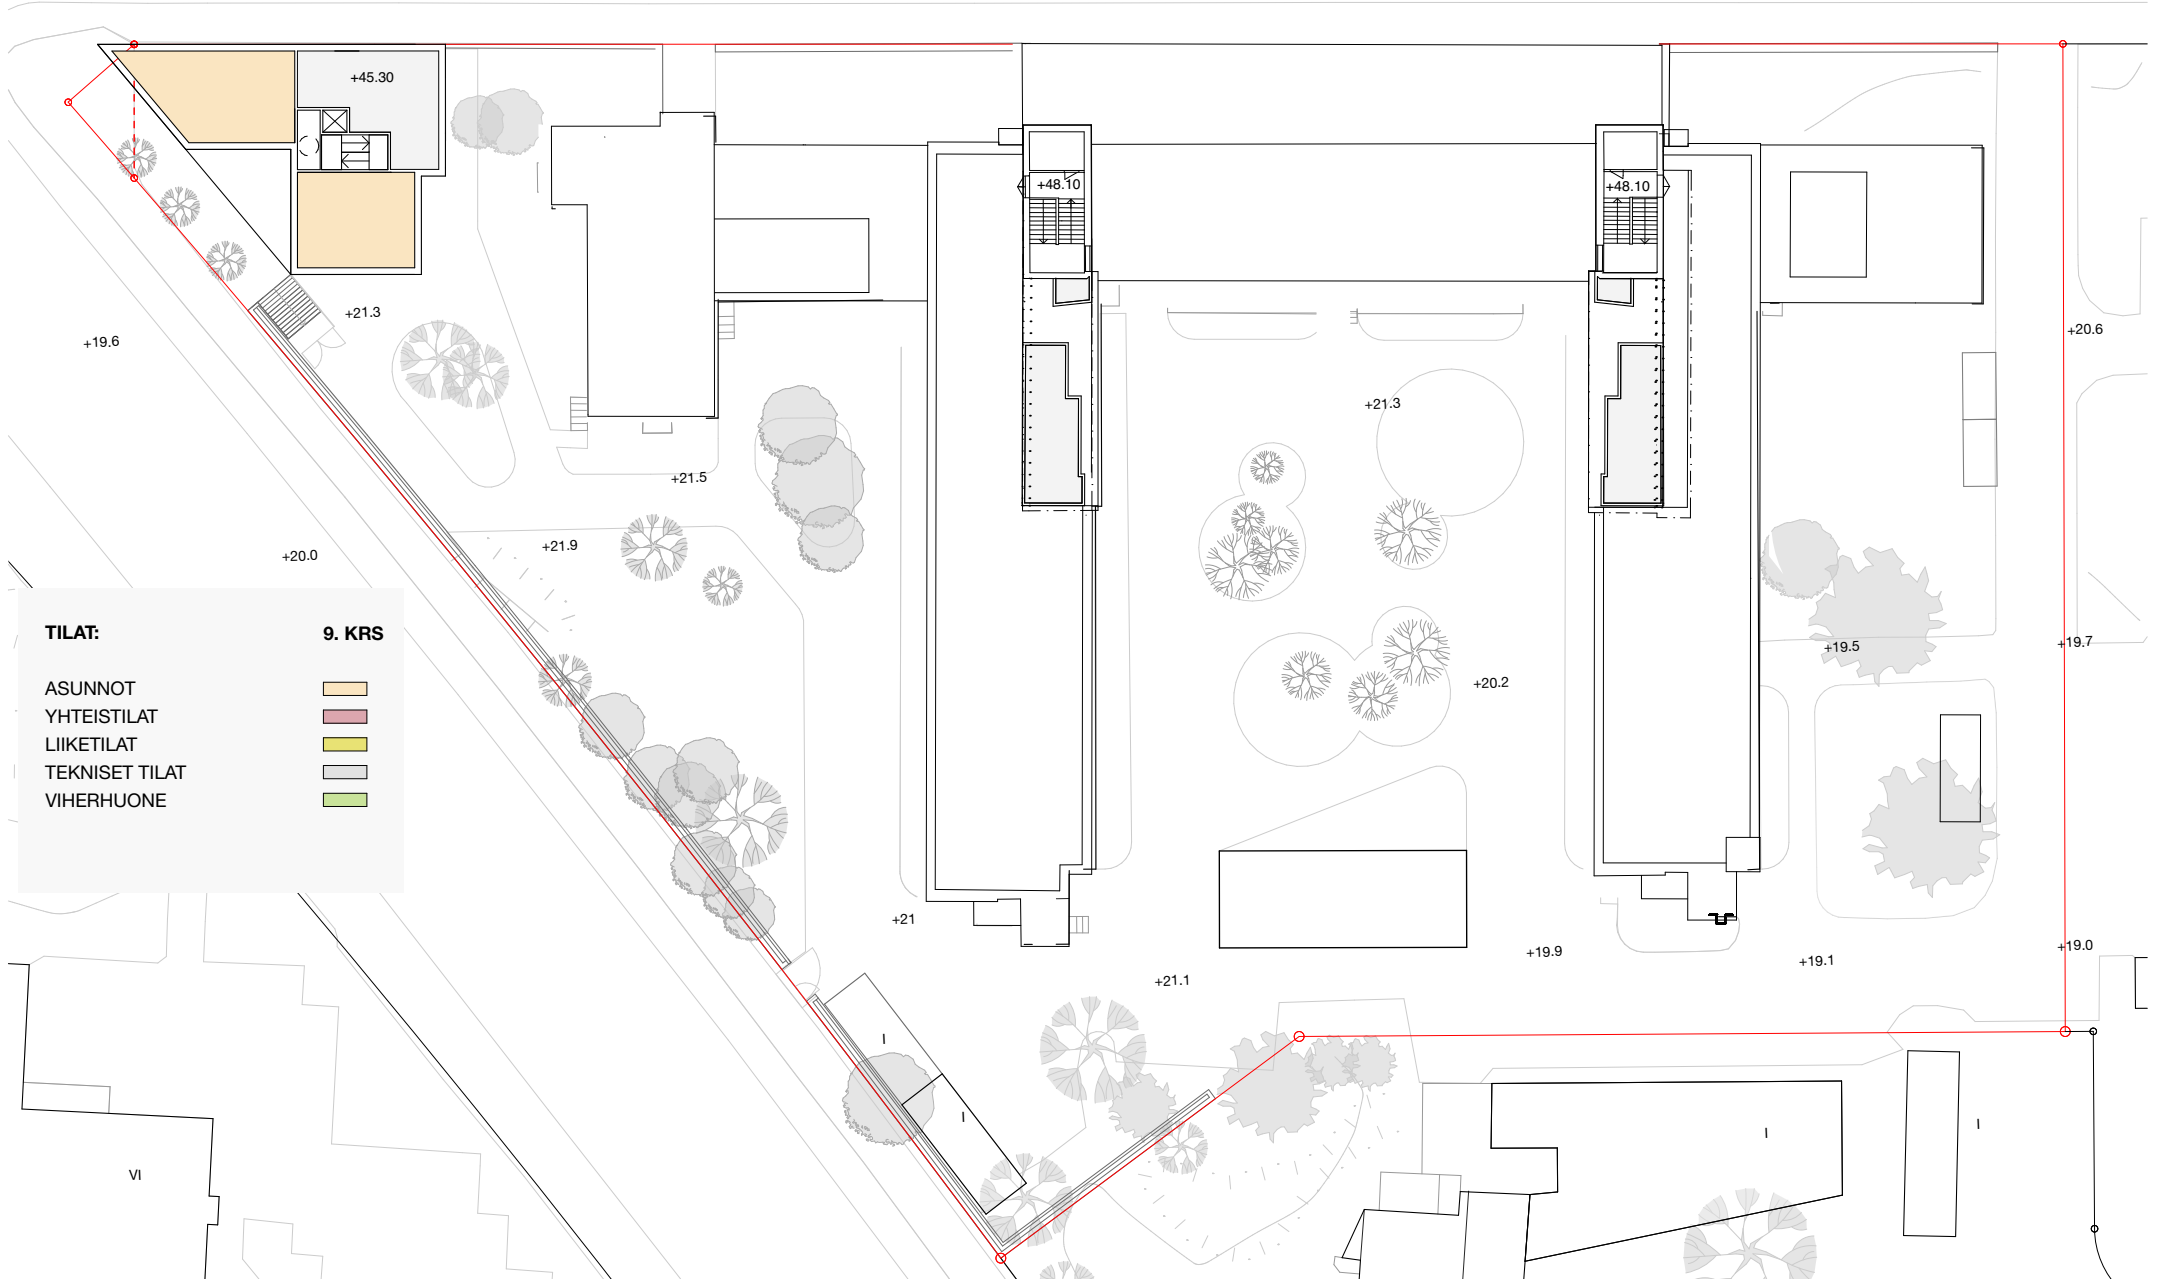 +45.30
+48.10
+48.10
+21.3
+19.6
+20.6
+21.3
+21.5
+21.9
+20.0
TILAT: 9. KRS
ASUNNOT
YHTEISTILAT
LIIKETILAT
TEKNISET TILAT
VIHERHUONE
+19.5
+19.7
+20.2
+21
+19.9
+19.1
+19.0
+21.1
I
I
I
I
VI